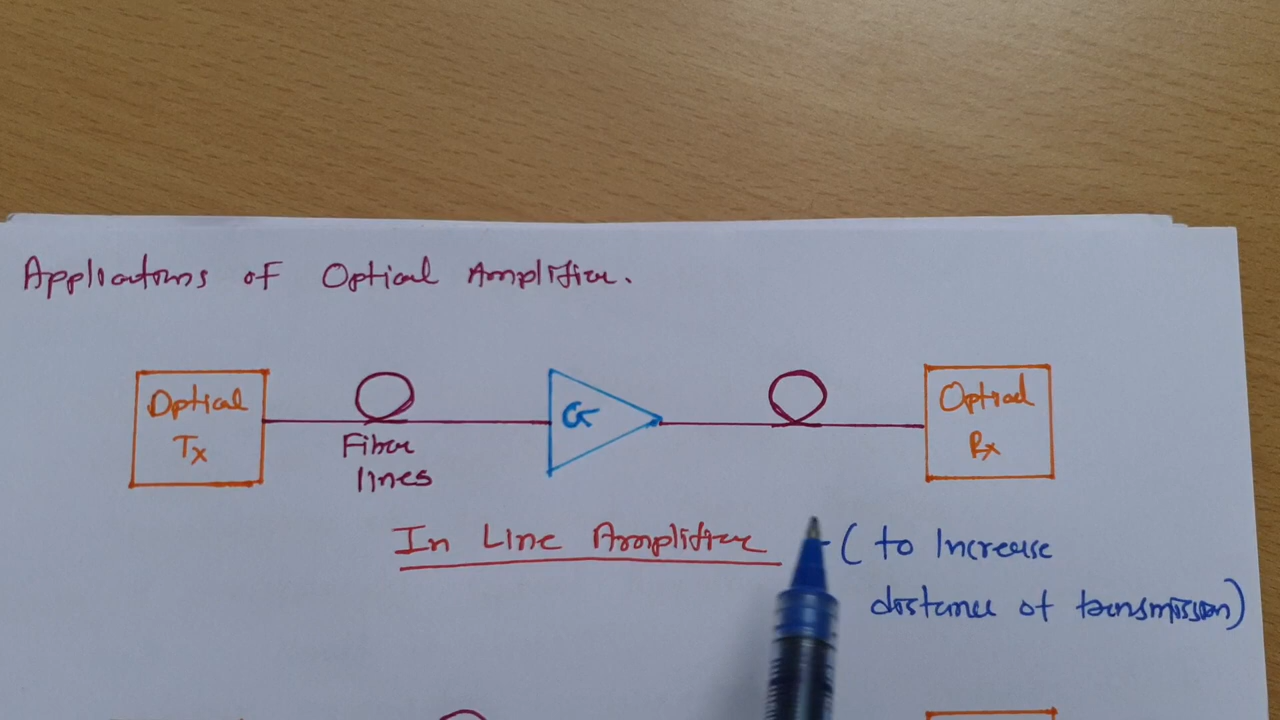 Applications of Optical Amplifier.
Optical
Tx
Fiber
lines
G
Optical
Rx
In Line Amplifier - ( to Increase
distance of transmission)